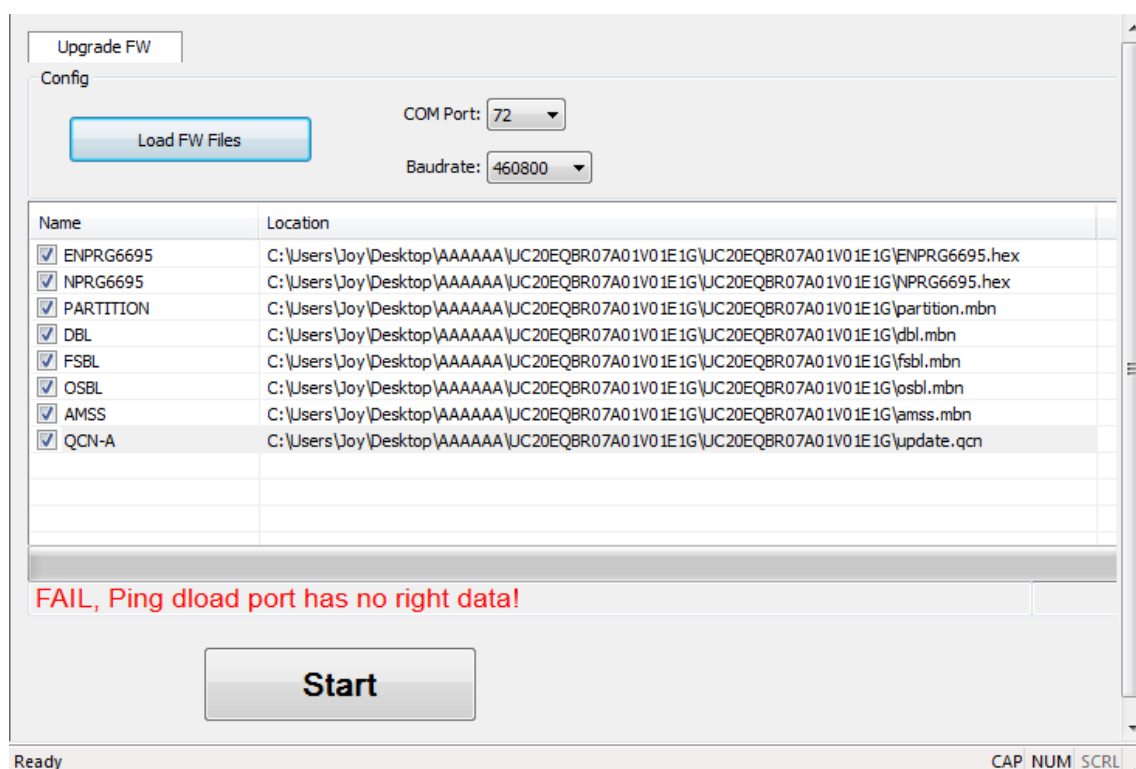 Upgrade FW
Config
Load FW Files
COM Port: 72
Baudrate: 460800
Name Location
ENPRG6695 C:\Users\Joy\Desktop\AAAAAA\UC20EQBR07A01V01E1G\UC20EQBR07A01V01E1G\ENPRG6695.hex
NPRG6695 C:\Users\Joy\Desktop\AAAAAA\UC20EQBR07A01V01E1G\UC20EQBR07A01V01E1G\NPRG6695.hex
PARTITION C:\Users\Joy\Desktop\AAAAAA\UC20EQBR07A01V01E1G\UC20EQBR07A01V01E1G\partition.mbn
DBL C:\Users\Joy\Desktop\AAAAAA\UC20EQBR07A01V01E1G\UC20EQBR07A01V01E1G\dbl.mbn
FSBL C:\Users\Joy\Desktop\AAAAAA\UC20EQBR07A01V01E1G\UC20EQBR07A01V01E1G\fsbl.mbn
OSBL C:\Users\Joy\Desktop\AAAAAA\UC20EQBR07A01V01E1G\UC20EQBR07A01V01E1G\osbl.mbn
AMSS C:\Users\Joy\Desktop\AAAAAA\UC20EQBR07A01V01E1G\UC20EQBR07A01V01E1G\amss.mbn
QCN-A C:\Users\Joy\Desktop\AAAAAA\UC20EQBR07A01V01E1G\UC20EQBR07A01V01E1G\update.qcn
FAIL, Ping dload port has no right data!
Start
Ready CAP NUM SCRL